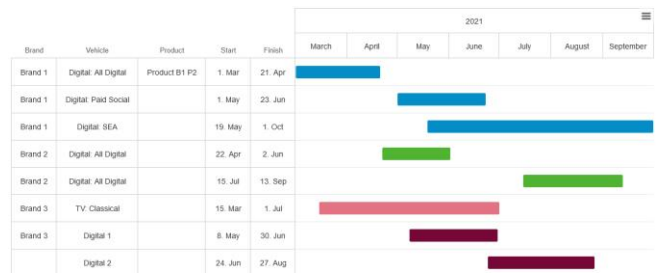 2021
Brand Vehicle Product Start Finish March April May June July August September
Brand 1 Digital: All Digital Product B1 P2 1. Mar 21. Apr
Brand 1 Digital: Paid Social 1. May 23. Jun
Brand 1 Digital: SEA 19. May 1. Oct
Brand 2 Digital: All Digital 22. Apr 2. Jun
Brand 2 Digital: All Digital 15. Jul 13. Sep
Brand 3 TV: Classical 15. Mar 1. Jul
Brand 3 Digital 1 8. May 30. Jun
Digital 2 24. Jun 27. Aug